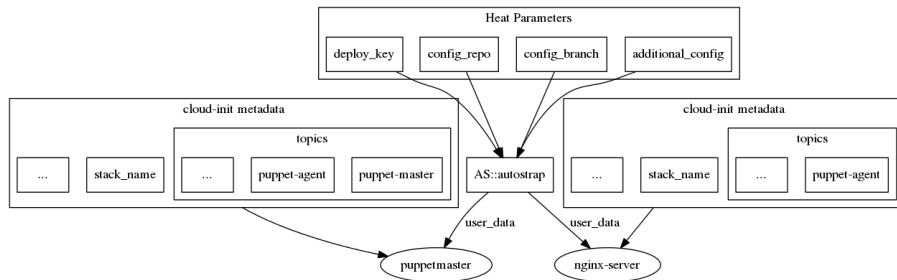 Heat Parameters
deploy_key config_repo config_branch additional_config
cloud-init metadata
topics
... stack_name ... puppet-agent puppet-master
AS::autostrap
cloud-init metadata
topics
... stack_name ... puppet-agent
user_data user_data
puppetmaster nginx-server